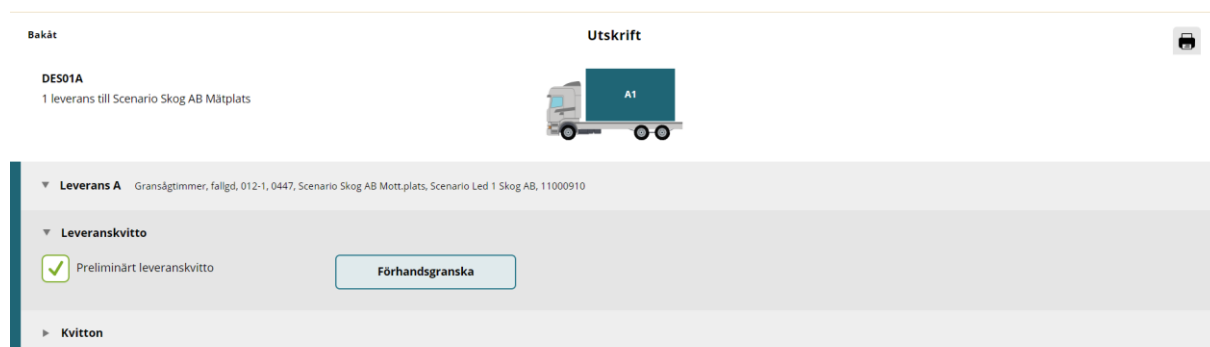 Bakåt
Utskrift
DES01A
1 leverans till Scenario Skog AB Mätplats
A1
Leverans A Gransågtimmer, fallgd, 012-1, 0447, Scenario Skog AB Mott.plats, Scenario Led 1 Skog AB, 11000910
Leveranskvitto
Preliminärt leveranskvitto
Förhandsgranska
Kvitton